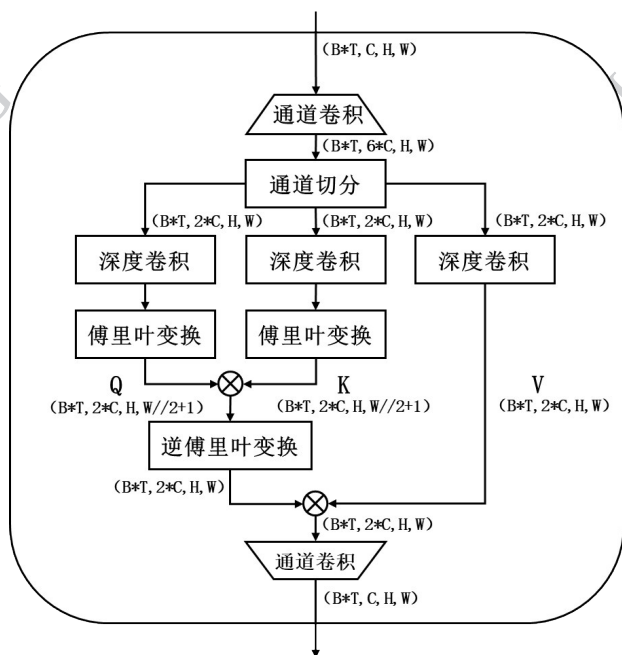 (B*T, C, H, W)
通道卷积
(B*T, 6*C, H, W)
通道切分
(B*T, 2*C, H, W)
(B*T, 2*C, H, W)
(B*T, 2*C, H, W)
深度卷积
深度卷积
深度卷积
傅里叶变换
傅里叶变换
Q
K
V
(B*T, 2*C, H, W//2+1)
(B*T, 2*C, H, W//2+1)
(B*T, 2*C, H, W)
逆傅里叶变换
(B*T, 2*C, H, W)
(B*T, 2*C, H, W)
通道卷积
(B*T, C, H, W)